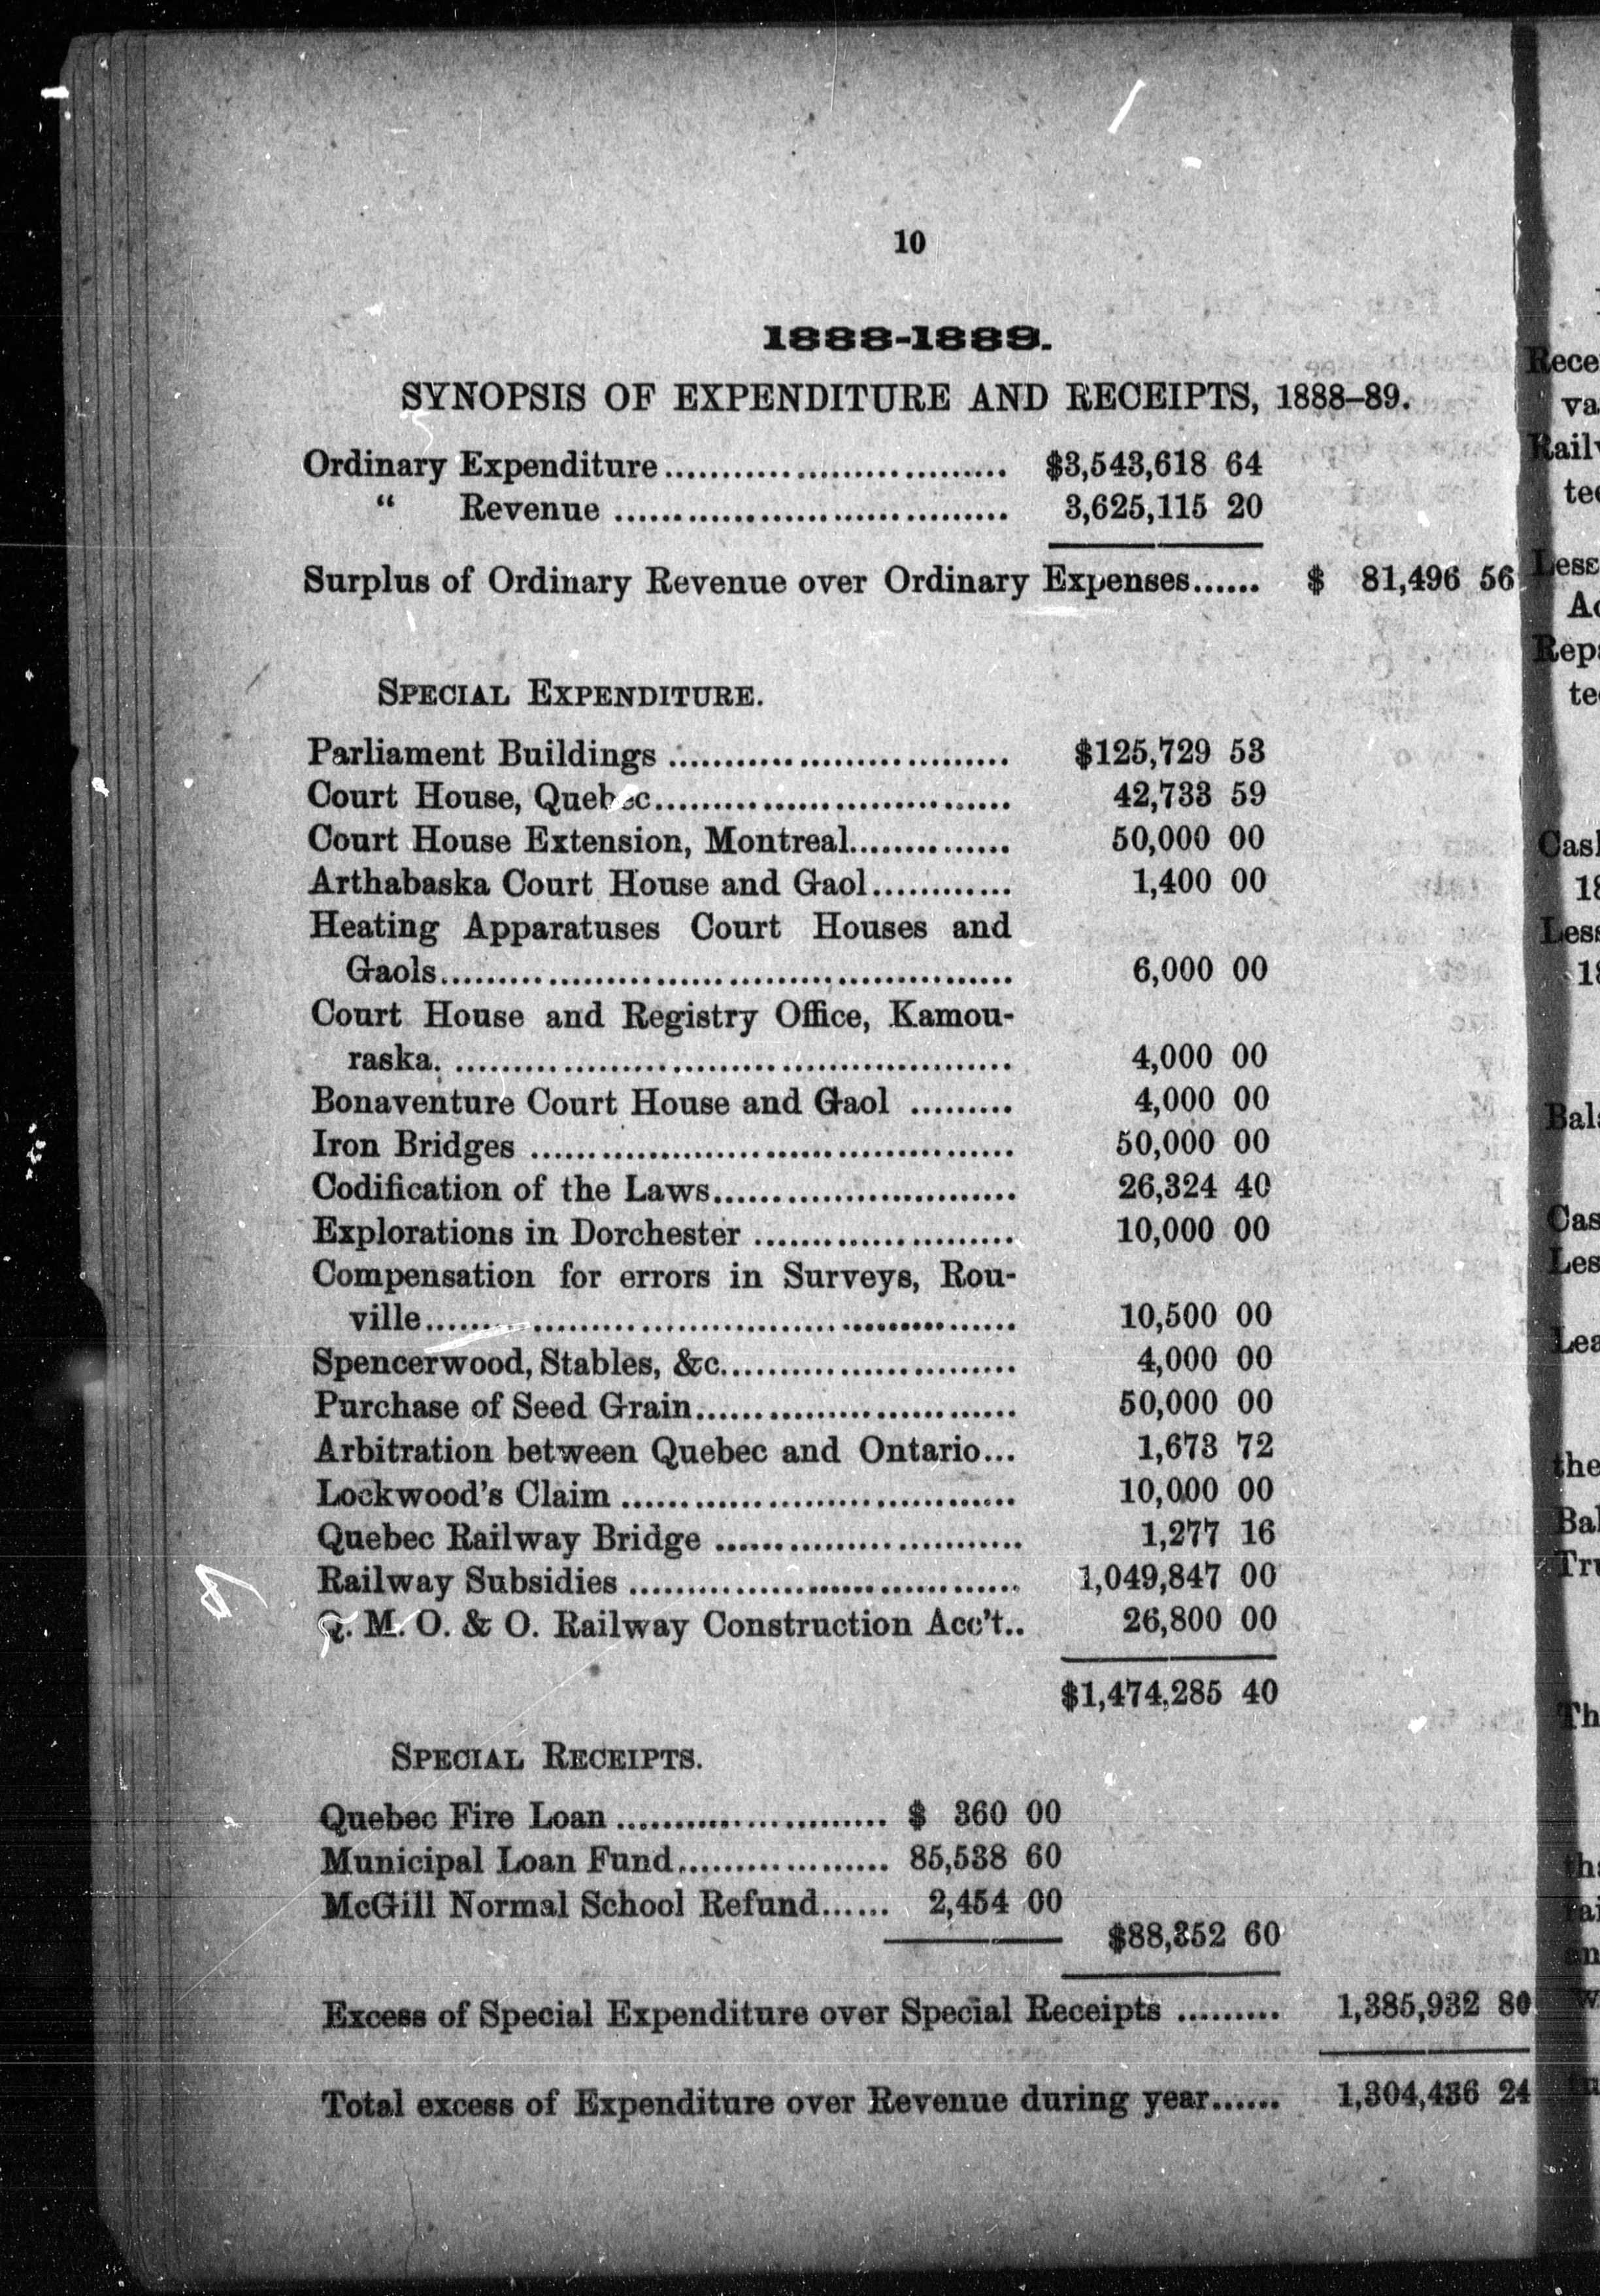 10
1888-1889.
SYNOPSIS OF EXPENDITURE AND RECEIPTS, 1888–89.
Ordinary Expenditure.............................. $3,543,618 64
“ Revenue .................................. 3,625,115 20
Surplus of Ordinary Revenue over Ordinary Expenses...... $ 81,496 56
SPECIAL EXPENDITURE.
Parliament Buildings .............................. $125,729 53
Court House, Quebec............................... 42,733 59
Court House Extension, Montreal.............. 50,000 00
Arthabaska Court House and Gaol............ 1,400 00
Heating Apparatuses Court Houses and
Gaols................................................ 6,000 00
Court House and Registry Office, Kamou-
raska. ............................................... 4,000 00
Bonaventure Court House and Gaol ......... 4,000 00
Iron Bridges ......................................... 50,000 00
Codification of the Laws.......................... 26,324 40
Explorations in Dorchester ...................... 10,000 00
Compensation for errors in Surveys, Rou-
ville.................................................. 10,500 00
Spencerwood, Stables, &c......................... 4,000 00
Purchase of Seed Grain............................ 50,000 00
Arbitration between Quebec and Ontario... 1,673 72
Lockwood’s Claim .................................. 10,000 00
Quebec Railway Bridge .......................... 1,277 16
Railway Subsidies .................................. 1,049,847 00
Q. M. O. & O. Railway Construction Acc’t.. 26,800 00
$1,474,285 40
SPECIAL RECEIPTS.
Quebec Fire Loan ....................... $ 360 00
Municipal Loan Fund.................. 85,538 60
McGill Normal School Refund...... 2,454 00
$88,352 60
Excess of Special Expenditure over Special Receipts ......... 1,385,932 80
Total excess of Expenditure over Revenue during year...... 1,304,436 24